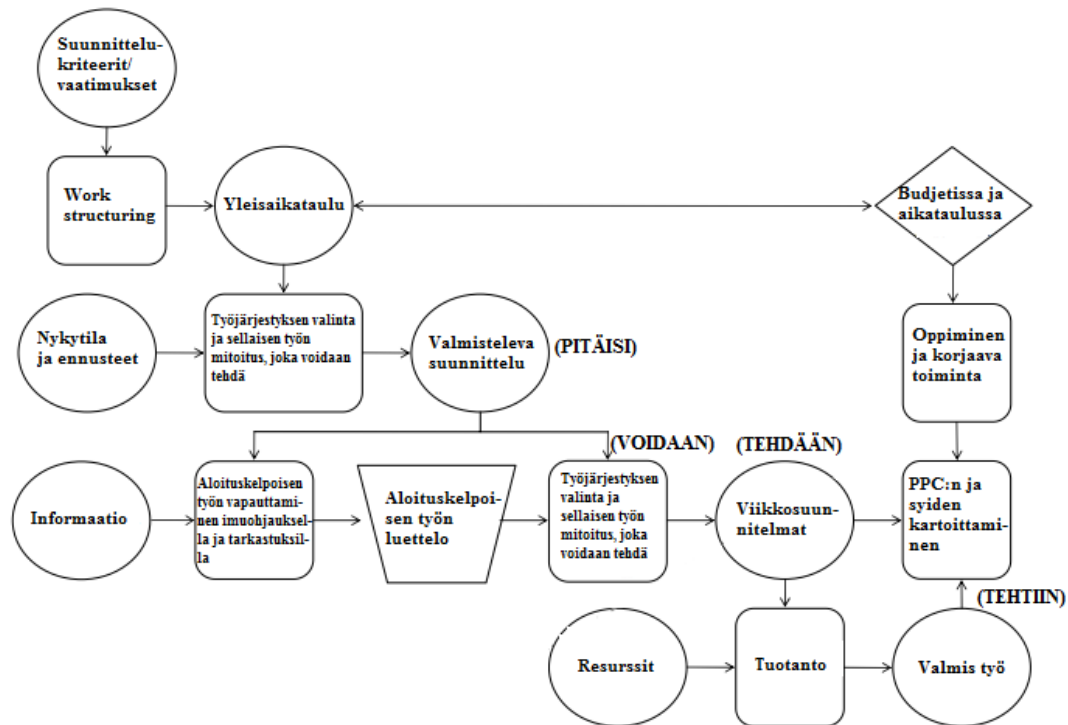 Suunnittelu-
kriteerit/
vaatimukset
Work
structuring
Yleisaikataulu
Budjetissa ja
aikataulussa
Nykytila
ja ennusteet
Työjärjestyksen valinta
ja sellaisen työn
mitoitus, joka voidaan
tehdä
Valmisteleva
suunnittelu
(PITÄISI)
Oppiminen
ja korjaava
toiminta
(VOIDAAN)
(TEHDÄÄN)
Informaatio
Aloituskelpoisen
työn vapauttami-
nen imuohjauksel-
la ja tarkastuksil-
la
Aloituskelpoi-
sen työn
luettelo
Työjärjestyksen
valinta ja
sellaisen työn
mitoitus, joka
voidaan tehdä
Viikkosuun-
nitelmat
PPC:n ja
syiden
kartoittami-
nen
(TEHTIIN)
Resurssit
Tuotanto
Valmis työ